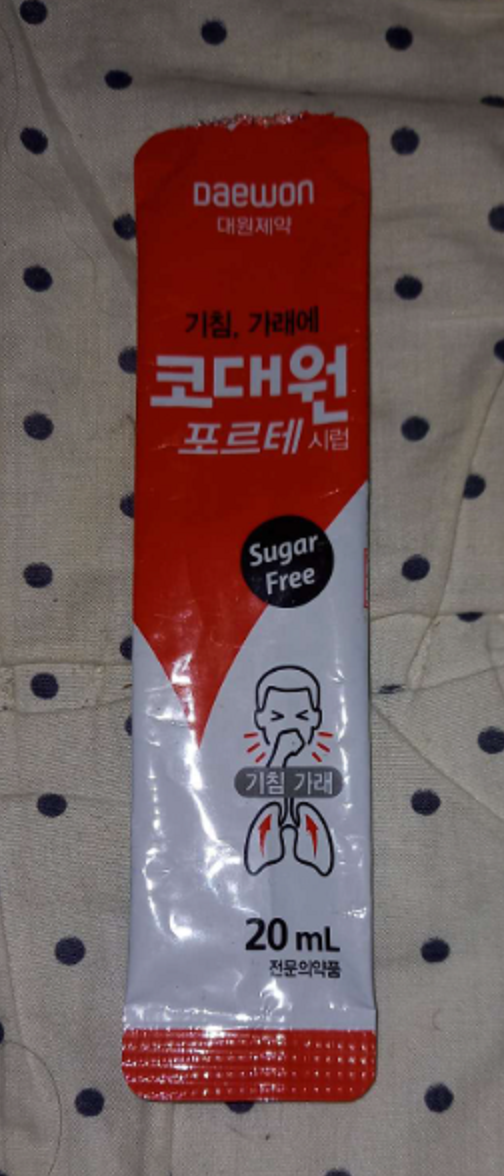 Daewon
대원제약
기침, 가래에
코대원
포르테 시럽
Sugar
Free
기침 가래
20 mL
전문의약품